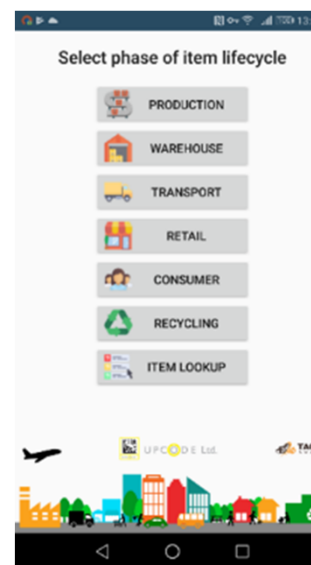 Select phase of item lifecycle
PRODUCTION
WAREHOUSE
TRANSPORT
RETAIL
CONSUMER
RECYCLING
ITEM LOOKUP
UPCODE Ltd.